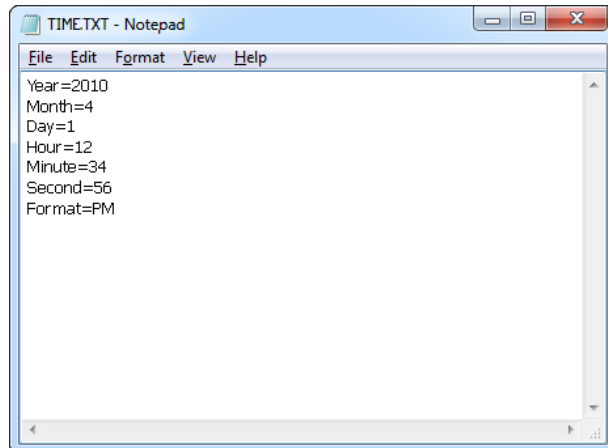 TIME.TXT - Notepad
File Edit Format View Help
Year=2010
Month=4
Day=1
Hour=12
Minute=34
Second=56
Format=PM